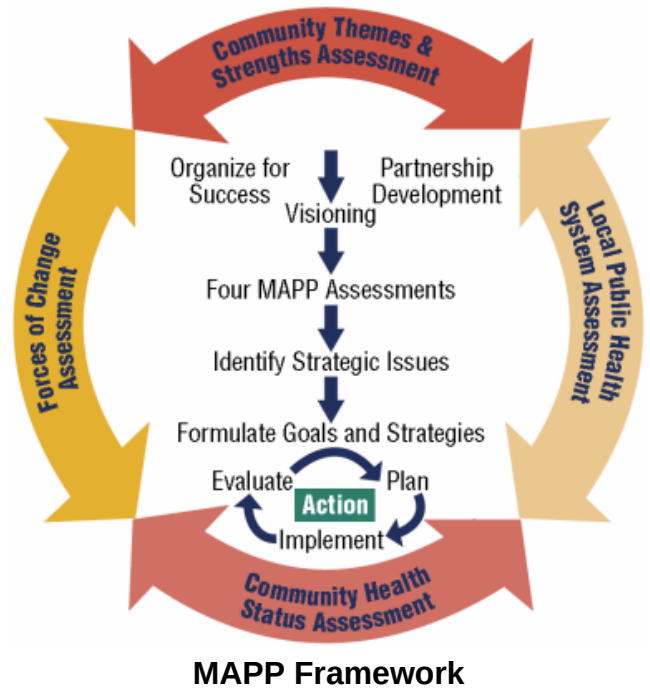 Community Themes &
Strengths Assessment
Organize for
Success
Partnership
Development
Visioning
Four MAPP Assessments
Identify Strategic Issues
Formulate Goals and Strategies
Evaluate
Plan
Action
Implement
Forces of Change
Assessment
Local Public Health
System Assessment
Community Health
Status Assessment
MAPP Framework